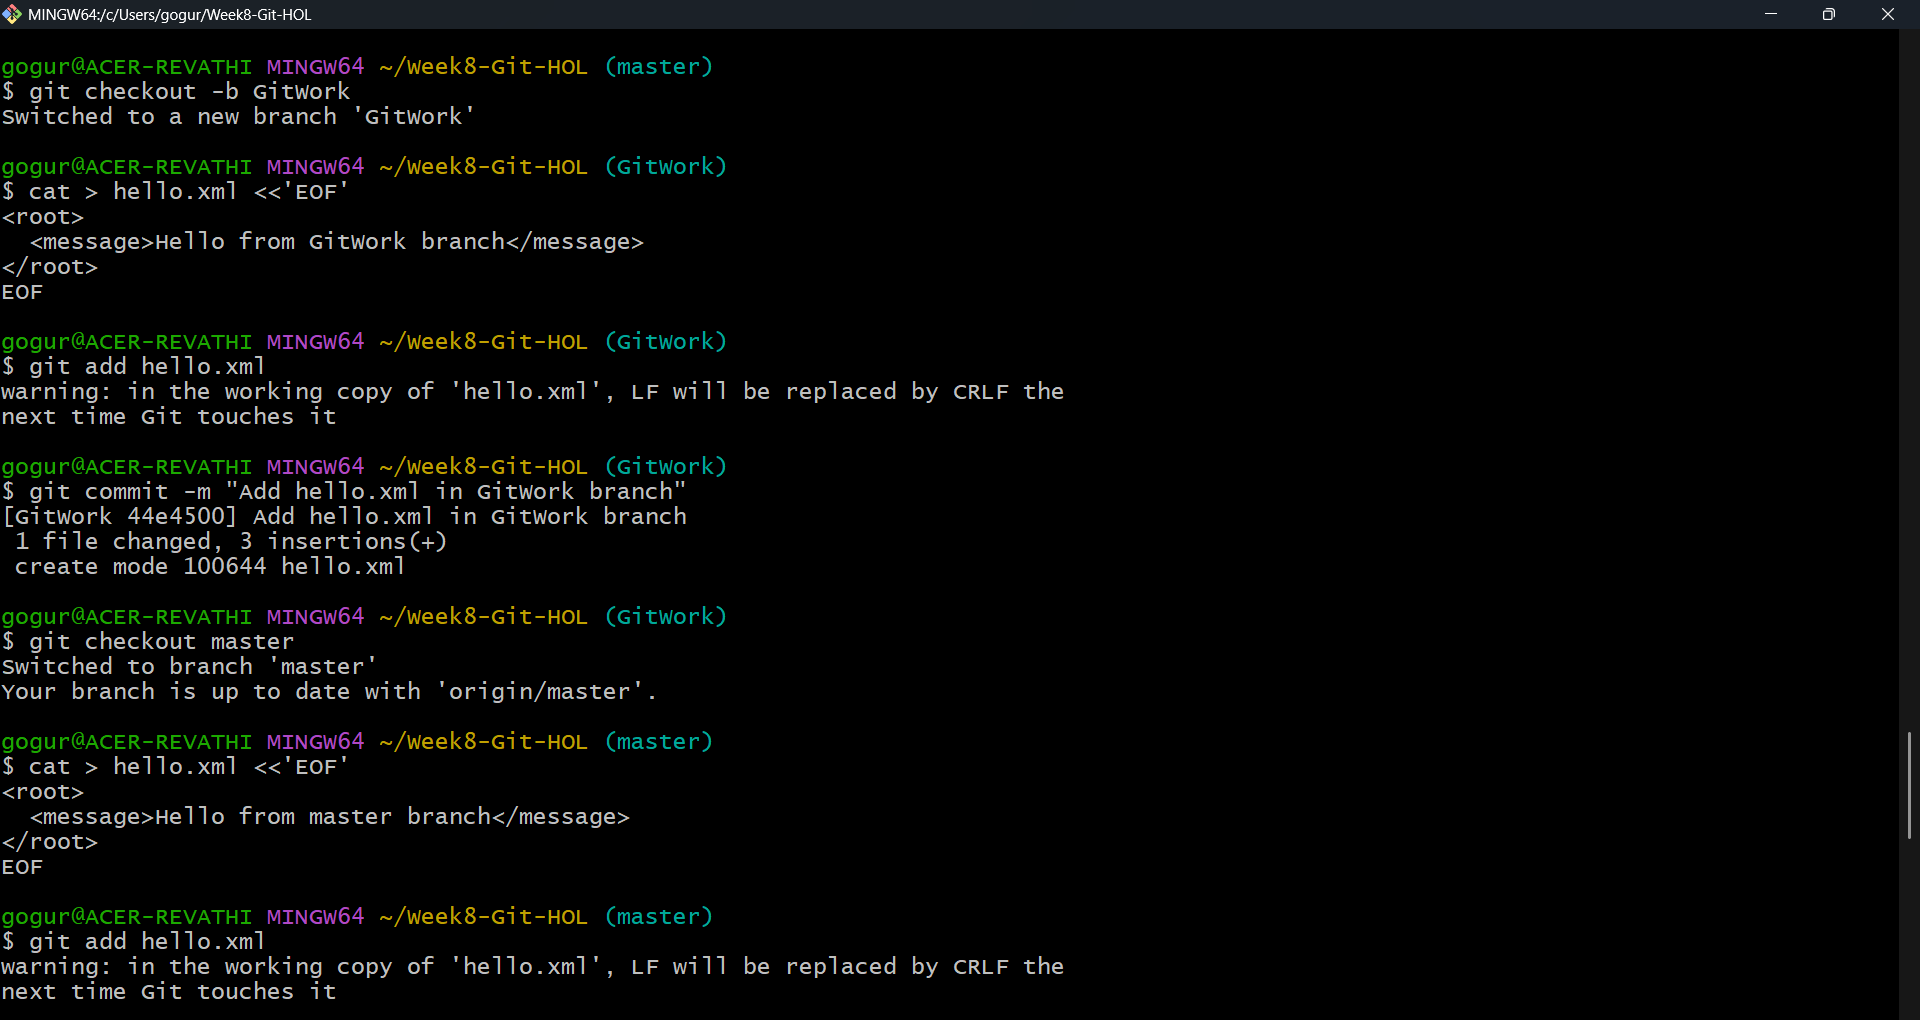 MINGW64:/c/Users/gogur/Week8-Git-HOL
gogur@ACER-REVATHI MINGW64 ~/Week8-Git-HOL (master)
$ git checkout -b GitWork
Switched to a new branch 'GitWork'
gogur@ACER-REVATHI MINGW64 ~/Week8-Git-HOL (GitWork)
$ cat > hello.xml <<'EOF'
<root>
  <message>Hello from GitWork branch</message>
</root>
EOF
gogur@ACER-REVATHI MINGW64 ~/Week8-Git-HOL (GitWork)
$ git add hello.xml
warning: in the working copy of 'hello.xml', LF will be replaced by CRLF the
next time Git touches it
gogur@ACER-REVATHI MINGW64 ~/Week8-Git-HOL (GitWork)
$ git commit -m "Add hello.xml in GitWork branch"
[GitWork 44e4500] Add hello.xml in GitWork branch
 1 file changed, 3 insertions(+)
 create mode 100644 hello.xml
gogur@ACER-REVATHI MINGW64 ~/Week8-Git-HOL (GitWork)
$ git checkout master
Switched to branch 'master'
Your branch is up to date with 'origin/master'.
gogur@ACER-REVATHI MINGW64 ~/Week8-Git-HOL (master)
$ cat > hello.xml <<'EOF'
<root>
  <message>Hello from master branch</message>
</root>
EOF
gogur@ACER-REVATHI MINGW64 ~/Week8-Git-HOL (master)
$ git add hello.xml
warning: in the working copy of 'hello.xml', LF will be replaced by CRLF the
next time Git touches it